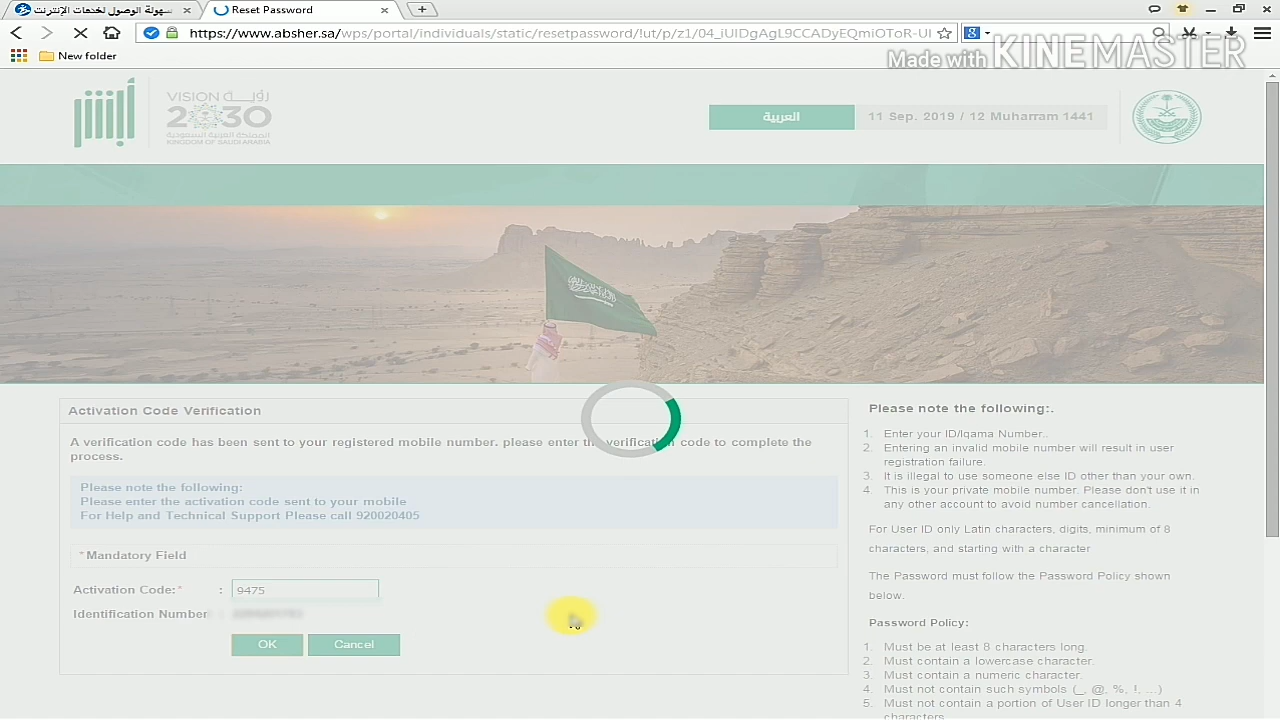 سهولة الوصول لخدمات الإنترنت
Reset Password
https://www.absher.sa/wps/portal/individuals/static/resetpassword/!ut/p/z1/04_iUIDgAgL9CCADyEQmiOToR-UI
New folder
Made with KINEMASTER
أبشر
VISION رؤيـــة
2030
المملكة العربية السعودية
KINGDOM OF SAUDI ARABIA
العربية
11 Sep. 2019 / 12 Muharram 1441
Activation Code Verification
A verification code has been sent to your registered mobile number. please enter the verification code to complete the
process.
Please note the following:
Please enter the activation code sent to your mobile
For Help and Technical Support Please call 920020405
*Mandatory Field
Activation Code:* : 9475
Identification Number :
OK Cancel
Please note the following:.
1. Enter your ID/Iqama Number..
2. Entering an invalid mobile number will result in user
registration failure.
3. It is illegal to use someone else ID other than your own.
4. This is your private mobile number. Please don't use it in
any other account to avoid number cancellation.
For User ID only Latin characters, digits, minimum of 8
characters, and starting with a character
The Password must follow the Password Policy shown
below.
Password Policy:
1. Must be at least 8 characters long.
2. Must contain a lowercase character.
3. Must contain a numeric character.
4. Must not contain such symbols (_, @, %, !, ...)
5. Must not contain a portion of User ID longer than 4
characters